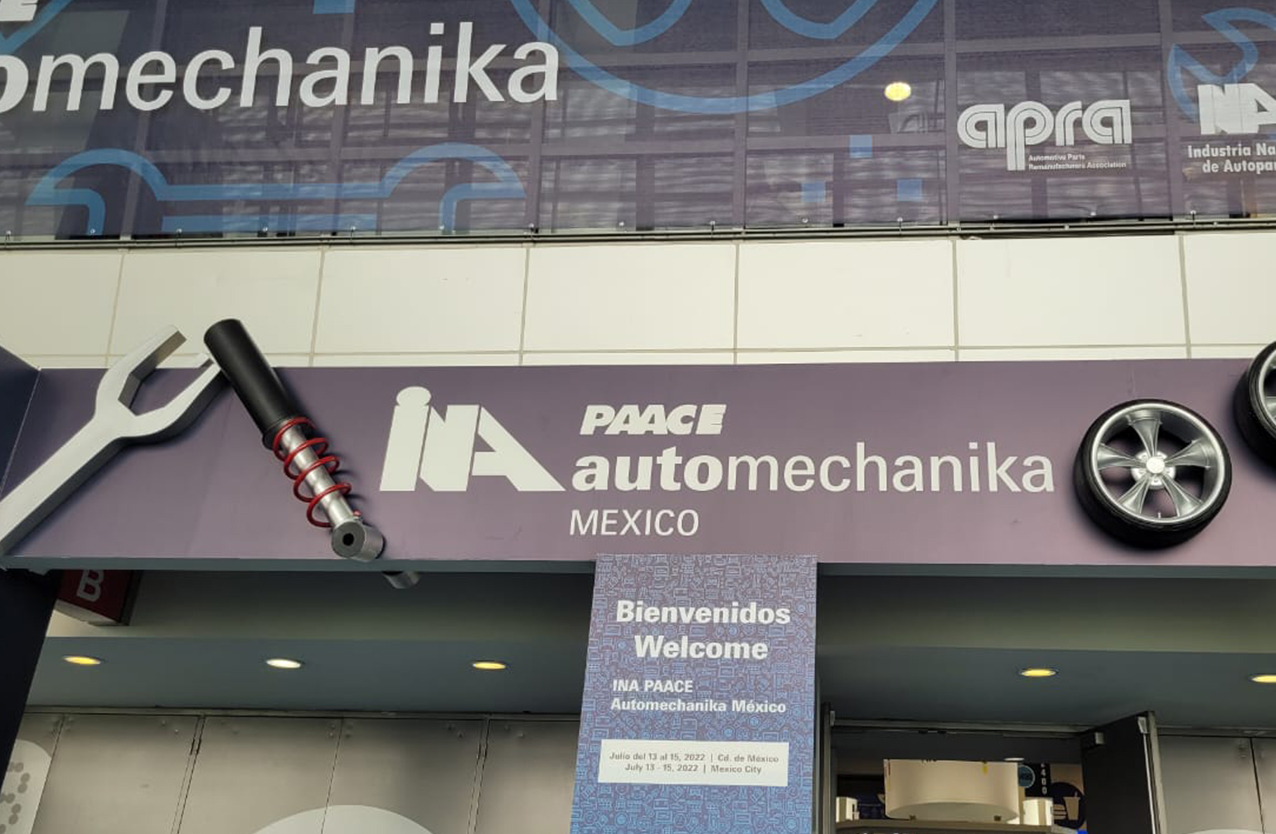 omechanika
apra
Automotive Parts
Remanufacturers Association
INA
Industria Na
de Autopar
INA
PAACE
automechanika
MEXICO
B
Bienvenidos
Welcome
INA PAACE
Automechanika México
Julio del 13 al 15, 2022 | Cd. de México
July 13 - 15, 2022 | Mexico City